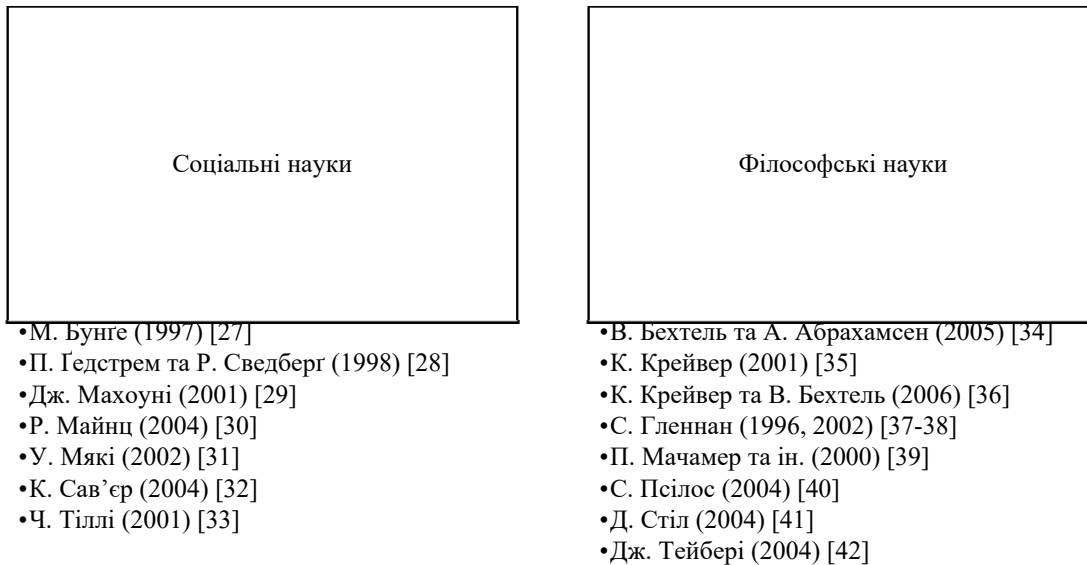 Соціальні науки
•М. Бунґе (1997) [27]
•П. Ґедстрем та Р. Сведберґ (1998) [28]
•Дж. Махоуні (2001) [29]
•Р. Майнц (2004) [30]
•У. Мякі (2002) [31]
•К. Сав’єр (2004) [32]
•Ч. Тіллі (2001) [33]
Філософські науки
•В. Бехтель та А. Абрахамсен (2005) [34]
•К. Крейвер (2001) [35]
•К. Крейвер та В. Бехтель (2006) [36]
•С. Гленнан (1996, 2002) [37-38]
•П. Мачамер та ін. (2000) [39]
•С. Псілос (2004) [40]
•Д. Стіл (2004) [41]
•Дж. Тейбері (2004) [42]